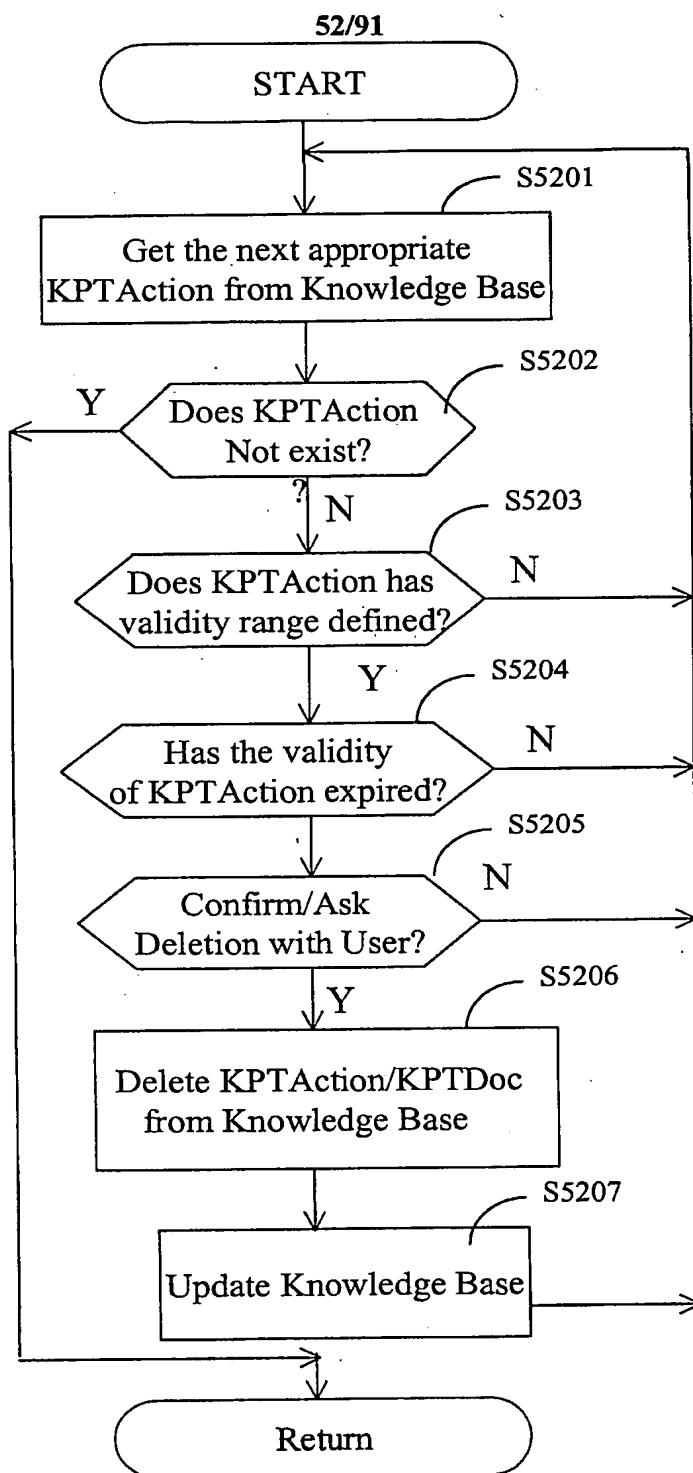 52/91
START
S5201
Get the next appropriate
KPTAction from Knowledge Base
S5202
Y
Does KPTAction
Not exist?
?
N
S5203
Does KPTAction has
validity range defined?
N
Y
S5204
Has the validity
of KPTAction expired?
N
S5205
Confirm/Ask
Deletion with User?
N
Y
S5206
Delete KPTAction/KPTDoc
from Knowledge Base
S5207
Update Knowledge Base
Return